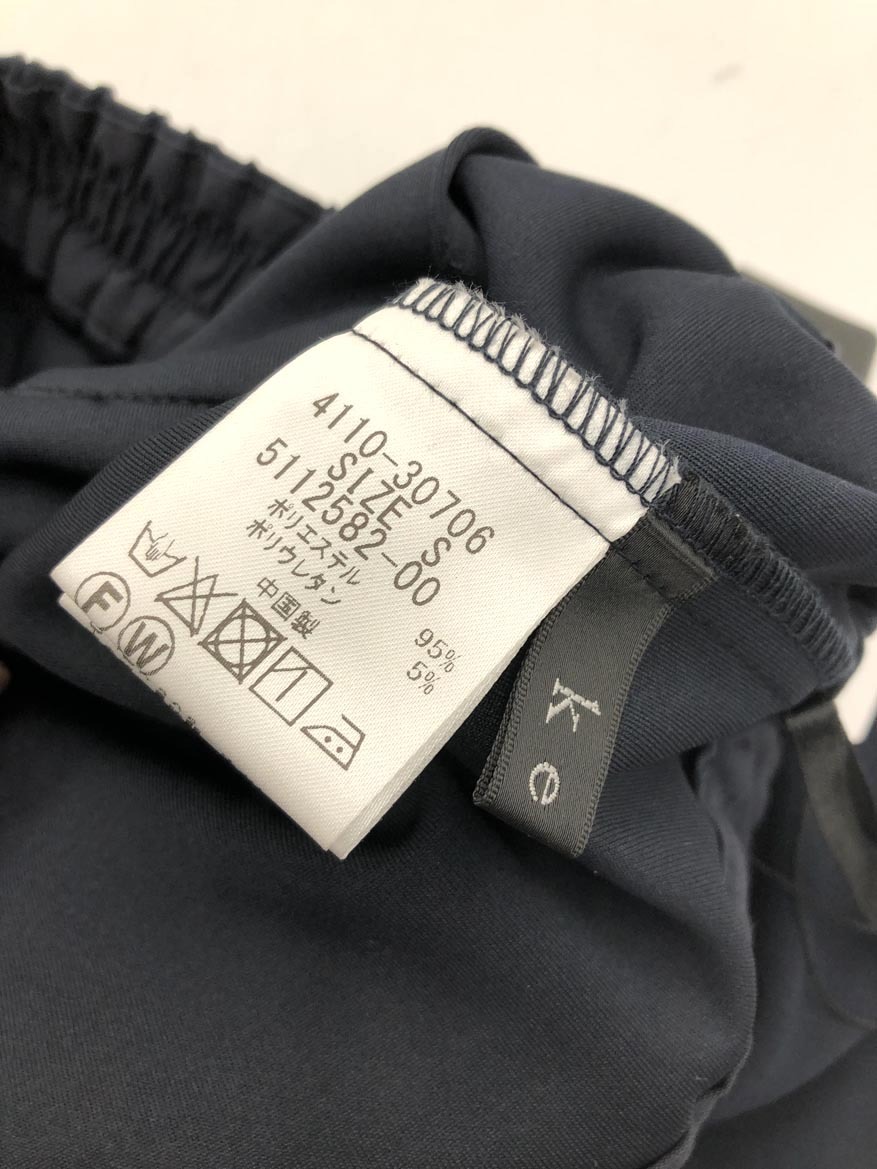 4110-30706
SIZE S
5112582-00
ポリエステル 95%
ポリウレタン 5%
中国製
F W
Ke